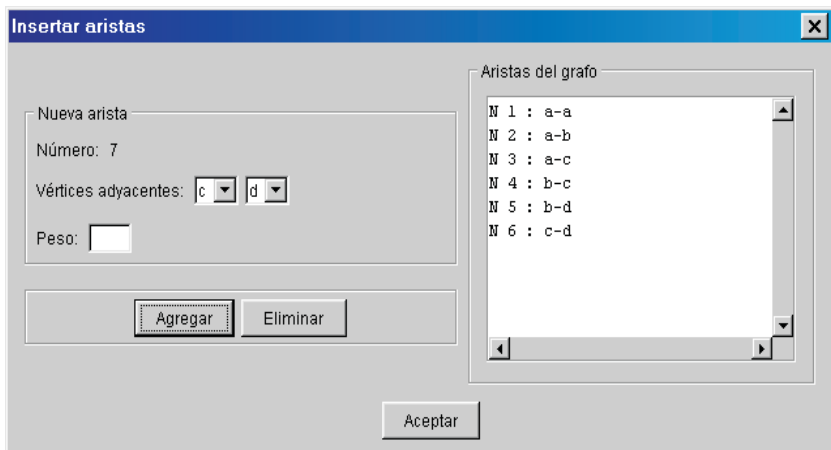 Insertar aristas
Nueva arista
Número: 7
Vértices adyacentes: c d
Peso:
Agregar Eliminar
Aristas del grafo
N 1 : a-a
N 2 : a-b
N 3 : a-c
N 4 : b-c
N 5 : b-d
N 6 : c-d
Aceptar